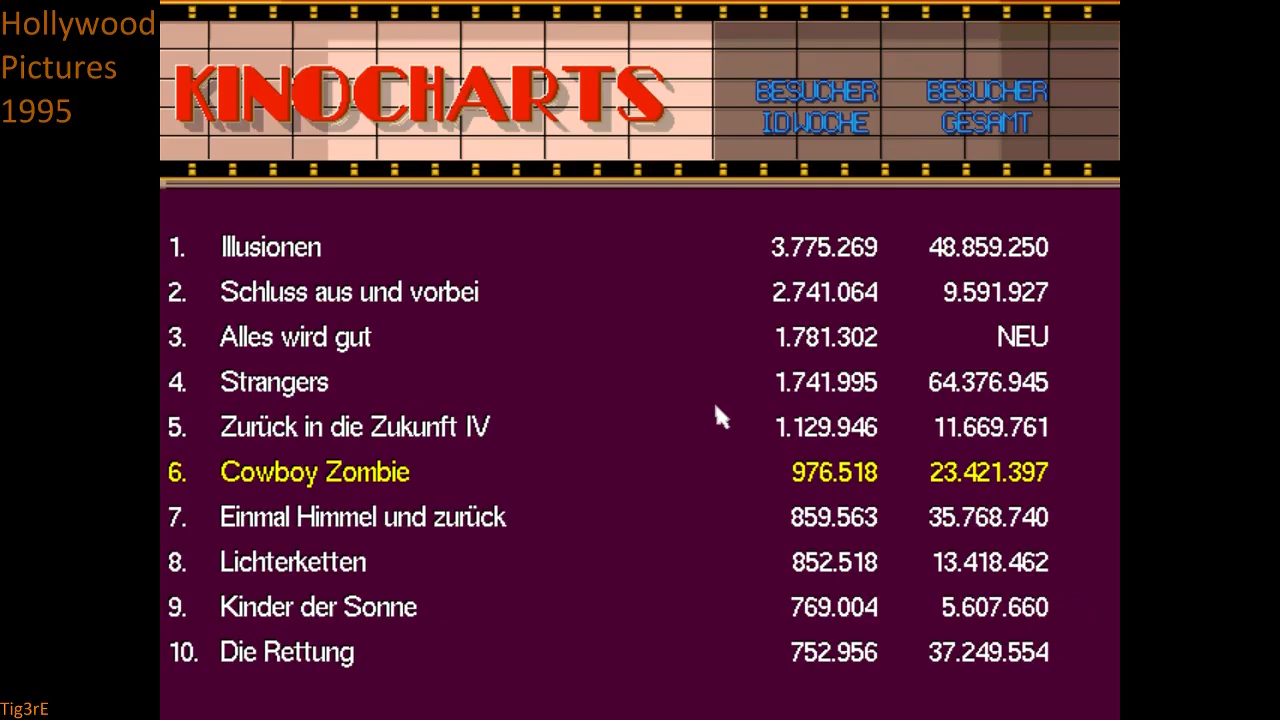 Hollywood
Pictures
1995
KINOCHARTS
BESUCHER BESUCHER
I.D.WOCHE GESAMT
1. Illusionen 3.775.269 48.859.250
2. Schluss aus und vorbei 2.741.064 9.591.927
3. Alles wird gut 1.781.302 NEU
4. Strangers 1.741.995 64.376.945
5. Zurück in die Zukunft IV 1.129.946 11.669.761
6. Cowboy Zombie 976.518 23.421.397
7. Einmal Himmel und zurück 859.563 35.768.740
8. Lichterketten 852.518 13.418.462
9. Kinder der Sonne 769.004 5.607.660
10. Die Rettung 752.956 37.249.554
Tig3rE